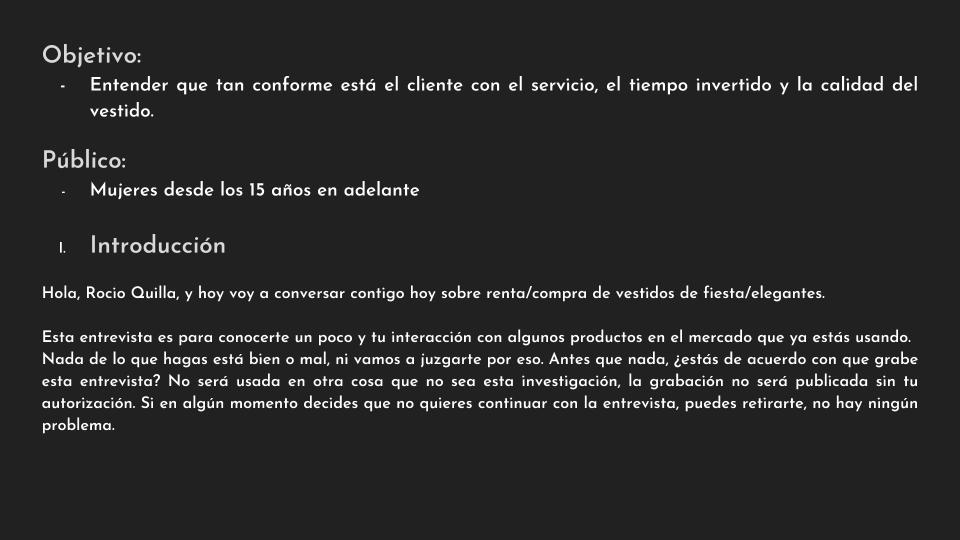 Objetivo:
- Entender que tan conforme está el cliente con el servicio, el tiempo invertido y la calidad del
vestido.
Público:
- Mujeres desde los 15 años en adelante
I. Introducción
Hola, Rocio Quilla, y hoy voy a conversar contigo hoy sobre renta/compra de vestidos de fiesta/elegantes.
Esta entrevista es para conocerte un poco y tu interacción con algunos productos en el mercado que ya estás usando.
Nada de lo que hagas está bien o mal, ni vamos a juzgarte por eso. Antes que nada, ¿estás de acuerdo con que grabe
esta entrevista? No será usada en otra cosa que no sea esta investigación, la grabación no será publicada sin tu
autorización. Si en algún momento decides que no quieres continuar con la entrevista, puedes retirarte, no hay ningún
problema.